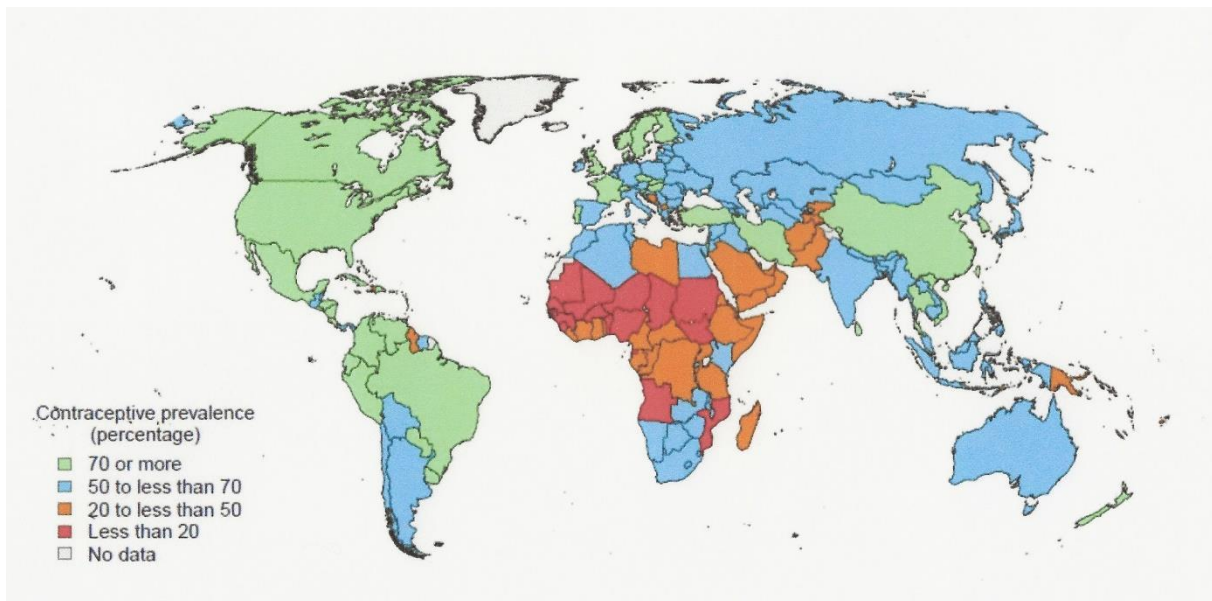 Contraceptive prevalence
(percentage)
70 or more
50 to less than 70
20 to less than 50
Less than 20
No data